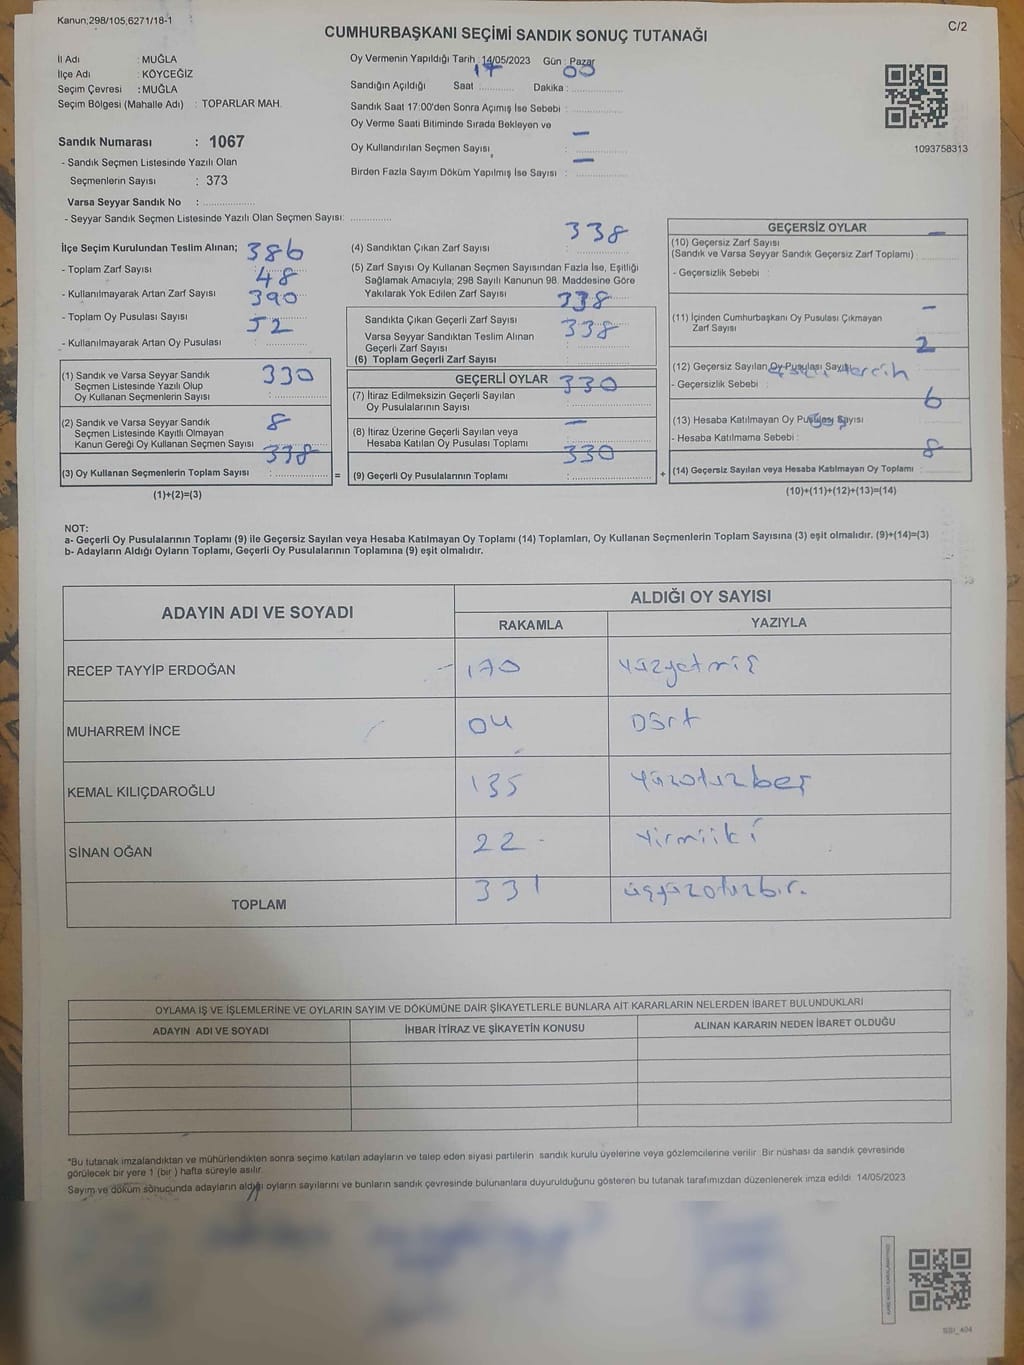 Kanun;298/105,6271/18-1
C/2
CUMHURBAŞKANI SEÇİMİ SANDIK SONUÇ TUTANAĞI
İl Adı : MUĞLA
İlçe Adı : KÖYCEĞİZ
Seçim Çevresi : MUĞLA
Seçim Bölgesi (Mahalle Adı) : TOPARLAR MAH.
Sandık Numarası : 1067
- Sandık Seçmen Listesinde Yazılı Olan
Seçmenlerin Sayısı : 373
Varsa Seyyar Sandık No : ................
- Seyyar Sandık Seçmen Listesinde Yazılı Olan Seçmen Sayısı: ............
Oy Vermenin Yapıldığı Tarih : 14/05/2023 Gün : Pazar
Sandığın Açıldığı Saat : 17 Dakika : 00
Sandık Saat 17:00'den Sonra Açımış İse Sebebi : ................
Oy Verme Saati Bitiminde Sırada Bekleyen ve
Oy Kullandırılan Seçmen Sayısı : —
Birden Fazla Sayım Döküm Yapılmış İse Sayısı : —
1093758313
İlçe Seçim Kurulundan Teslim Alınan;
- Toplam Zarf Sayısı : 386
- Kullanılmayarak Artan Zarf Sayısı : 48
- Toplam Oy Pusulası Sayısı : 390
- Kullanılmayarak Artan Oy Pusulası : 52
(1) Sandık ve Varsa Seyyar Sandık
Seçmen Listesinde Yazılı Olup
Oy Kullanan Seçmenlerin Sayısı : 330
(2) Sandık ve Varsa Seyyar Sandık
Seçmen Listesinde Kayıtlı Olmayan
Kanun Gereği Oy Kullanan Seçmen Sayısı : 8
(3) Oy Kullanan Seçmenlerin Toplam Sayısı : 338
(1)+(2)=(3)
(4) Sandıktan Çıkan Zarf Sayısı : 338
(5) Zarf Sayısı Oy Kullanan Seçmen Sayısından Fazla İse, Eşitliği
Sağlamak Amacıyla; 298 Sayılı Kanunun 98. Maddesine Göre
Yakılarak Yok Edilen Zarf Sayısı :
Sandıkta Çıkan Geçerli Zarf Sayısı : 338
Varsa Seyyar Sandıktan Teslim Alınan
Geçerli Zarf Sayısı :
(6) Toplam Geçerli Zarf Sayısı : 338
GEÇERLİ OYLAR
(7) İtiraz Edilmeksizin Geçerli Sayılan
Oy Pusulalarının Sayısı : 330
(8) İtiraz Üzerine Geçerli Sayılan veya
Hesaba Katılan Oy Pusulası Toplamı : —
= (9) Geçerli Oy Pusulalarının Toplamı : 330
GEÇERSİZ OYLAR
(10) Geçersiz Zarf Sayısı
(Sandık ve Varsa Seyyar Sandık Geçersiz Zarf Toplamı) : —
- Geçersizlik Sebebi :
(11) İçinden Cumhurbaşkanı Oy Pusulası Çıkmayan
Zarf Sayısı : —
(12) Geçersiz Sayılan Oy Pusulası Sayısı : 2
- Geçersizlik Sebebi : tercih
(13) Hesaba Katılmayan Oy Pusulası Sayısı : 6
- Hesaba Katılmama Sebebi :
+ (14) Geçersiz Sayılan veya Hesaba Katılmayan Oy Toplamı : 8
(10)+(11)+(12)+(13)=(14)
NOT:
a- Geçerli Oy Pusulalarının Toplamı (9) ile Geçersiz Sayılan veya Hesaba Katılmayan Oy Toplamı (14) Toplamları, Oy Kullanan Seçmenlerin Toplam Sayısına (3) eşit olmalıdır. (9)+(14)=(3)
b- Adayların Aldığı Oyların Toplamı, Geçerli Oy Pusulalarının Toplamına (9) eşit olmalıdır.
ADAYIN ADI VE SOYADI
ALDIĞI OY SAYISI
RAKAMLA YAZIYLA
RECEP TAYYİP ERDOĞAN 170 Yüzyetmiş
MUHARREM İNCE 04 Dört
KEMAL KILIÇDAROĞLU 135 Yüzotuzbeş
SİNAN OĞAN 22 Yirmiiki
TOPLAM 331 üçyüzotuzbir.
OYLAMA İŞ VE İŞLEMLERİNE VE OYLARIN SAYIM VE DÖKÜMÜNE DAİR ŞİKAYETLERLE BUNLARA AİT KARARLARIN NELERDEN İBARET BULUNDUKLARI
ADAYIN ADI VE SOYADI İHBAR İTİRAZ VE ŞİKAYETİN KONUSU ALINAN KARARIN NEDEN İBARET OLDUĞU
*Bu tutanak imzalandıktan ve mühürlendikten sonra seçime katılan adayların ve talep eden siyasi partilerin sandık kurulu üyelerine veya gözlemcilerine verilir. Bir nüshası da sandık çevresinde
görülecek bir yere 1 (bir ) hafta süreyle asılır.
Sayım ve döküm sonucunda adayların aldığı oyların sayılarını ve bunların sandık çevresinde bulunanlara duyurulduğunu gösteren bu tutanak tarafımızdan düzenlenerek imza edildi. 14/05/2023